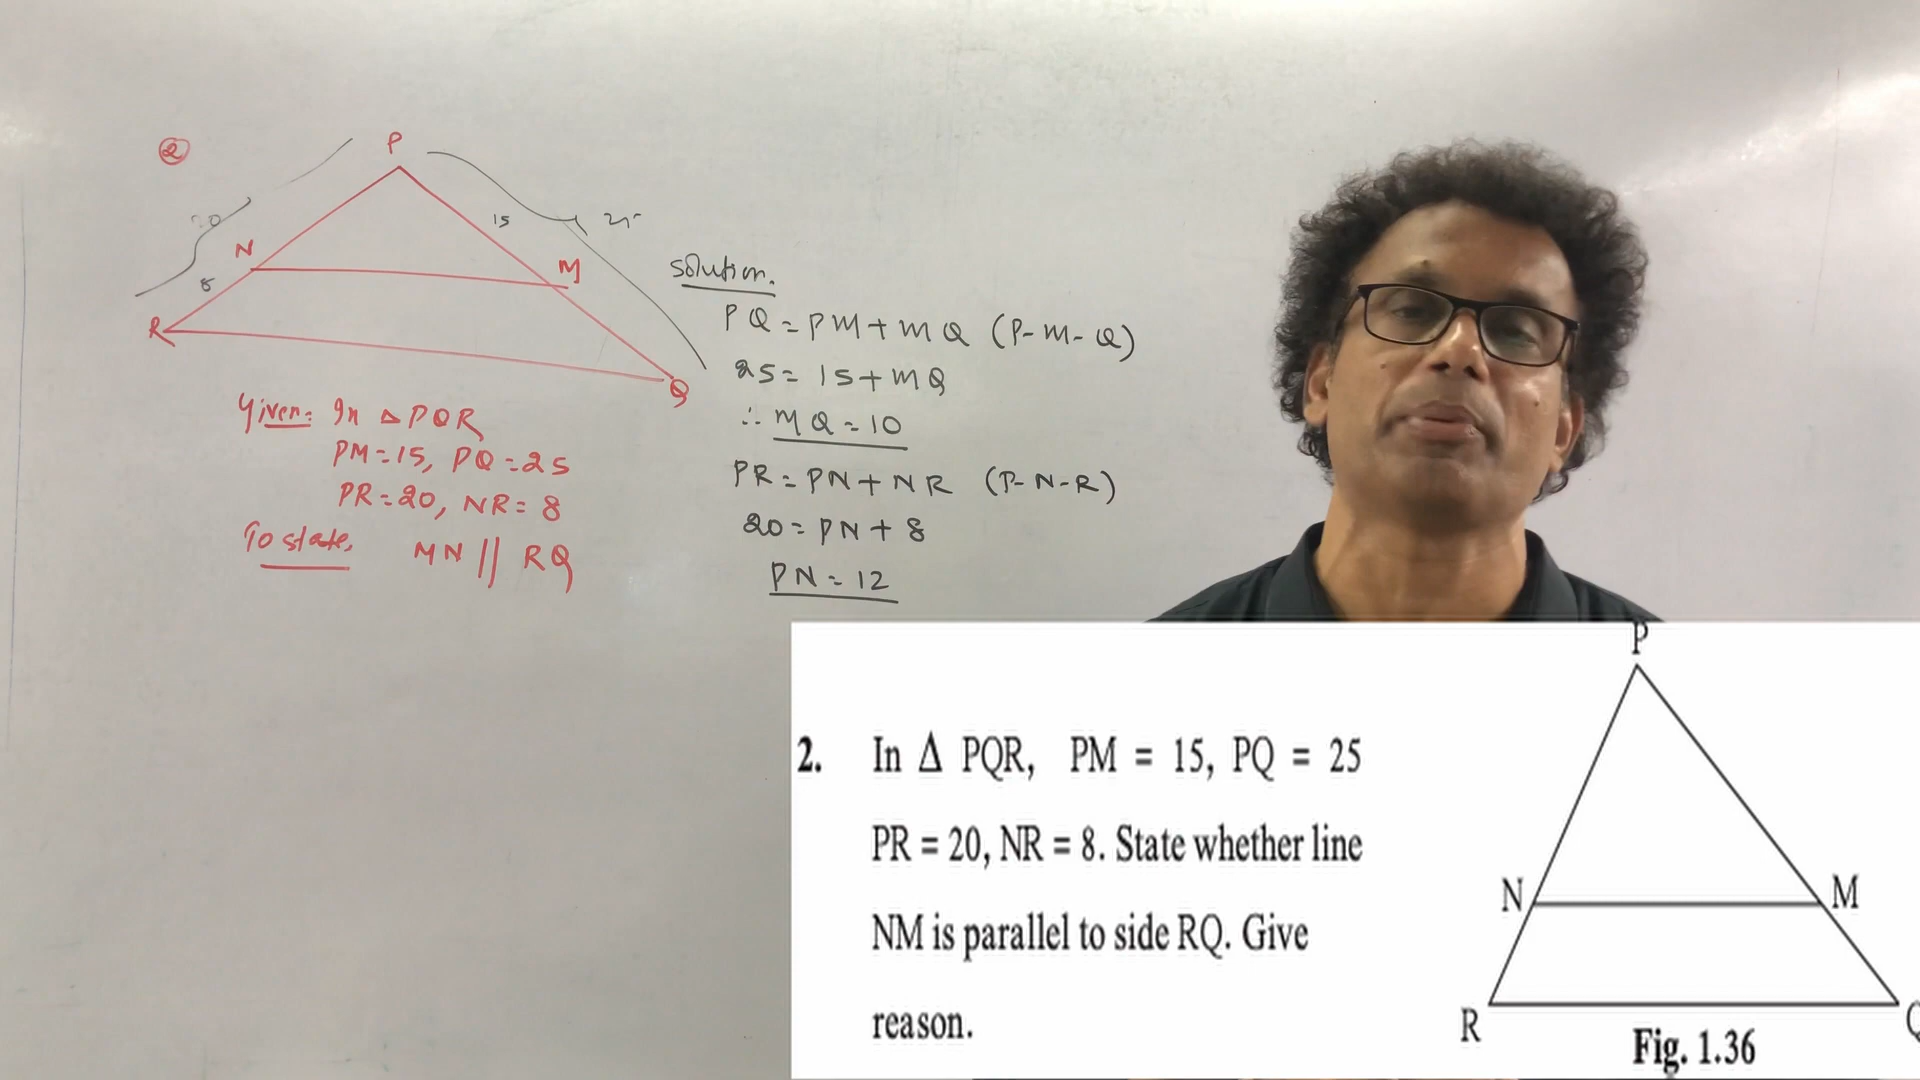 ②
P
20
15
25
N
M
8
R
Q
Given: In △PQR
PM=15, PQ=25
PR=20, NR=8
To state, MN || RQ
Solution.
PQ=PM+MQ (P-M-Q)
25=15+MQ
∴ MQ=10
PR=PN+NR (P-N-R)
20=PN+8
PN=12
P
2. In Δ PQR, PM = 15, PQ = 25
PR = 20, NR = 8. State whether line
NM is parallel to side RQ. Give
reason.
N
M
R
Q
Fig. 1.36